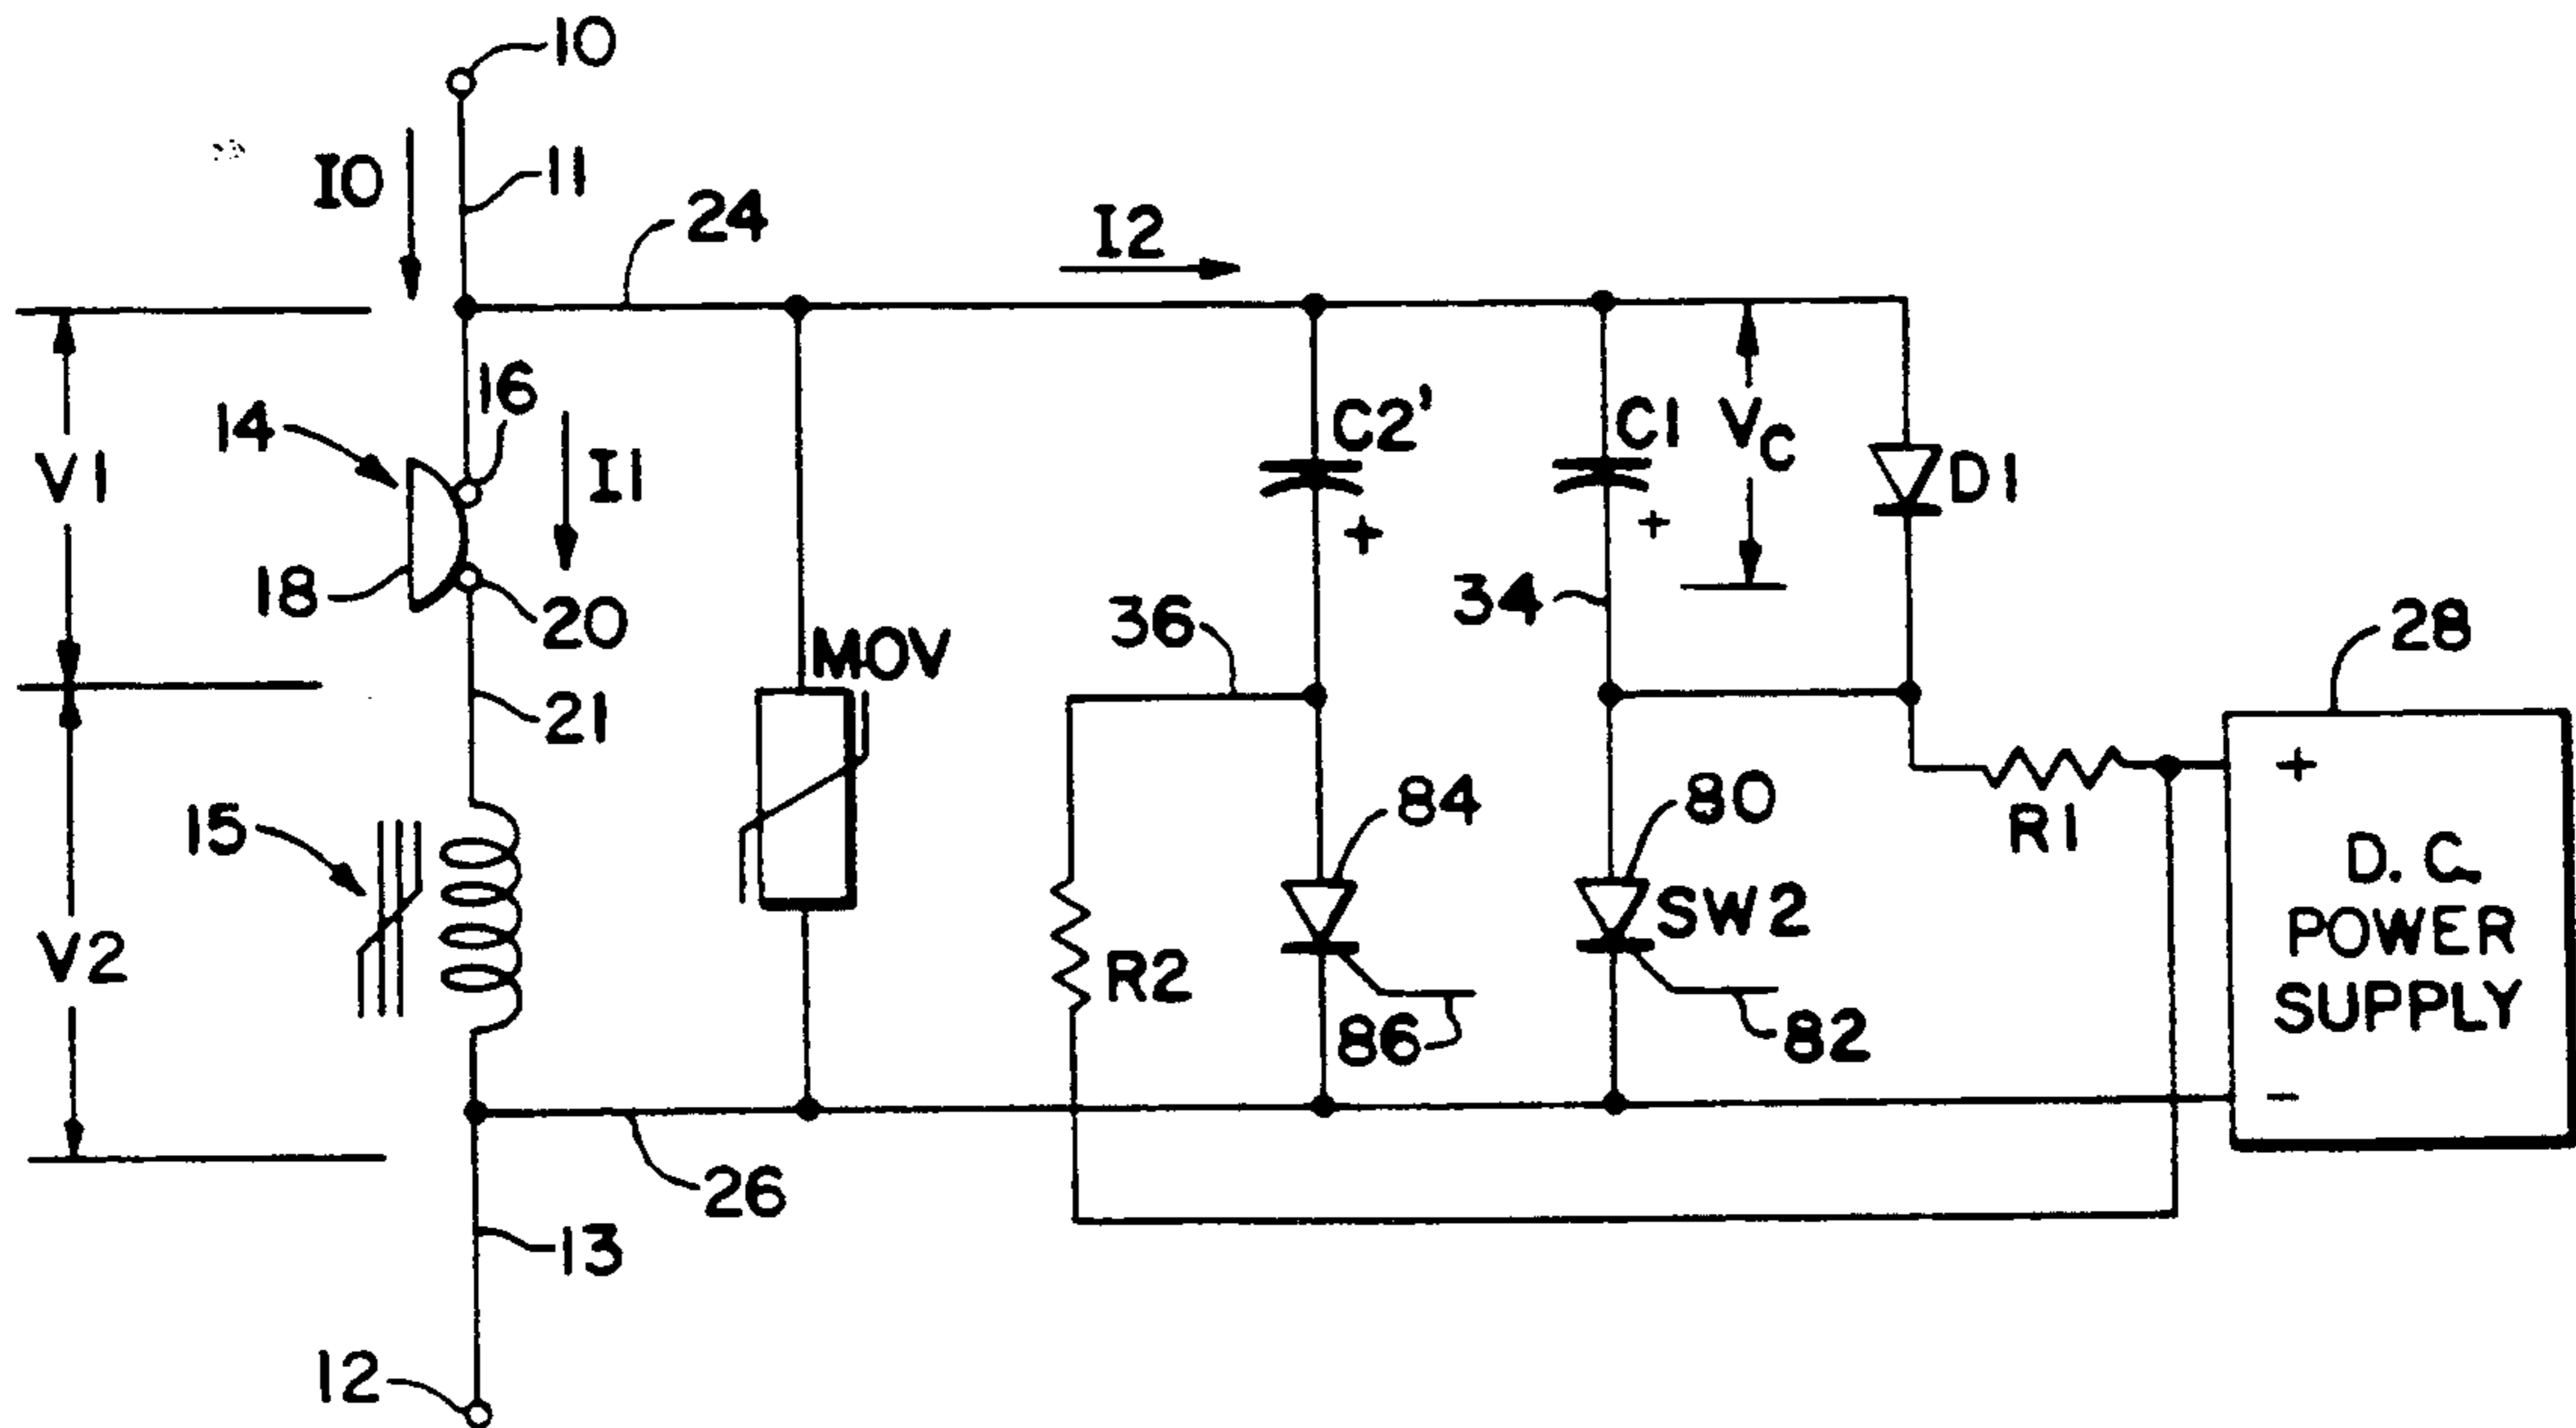 10
I0
11
24
I2
16
14
I1
V1
C2'
C1
VC
D1
18
20
36
34
28
MOV
21
+
+
+
15
84
80
R1
D.C.
POWER
SUPPLY
SW2
V2
R2
86
82
-
26
13
12